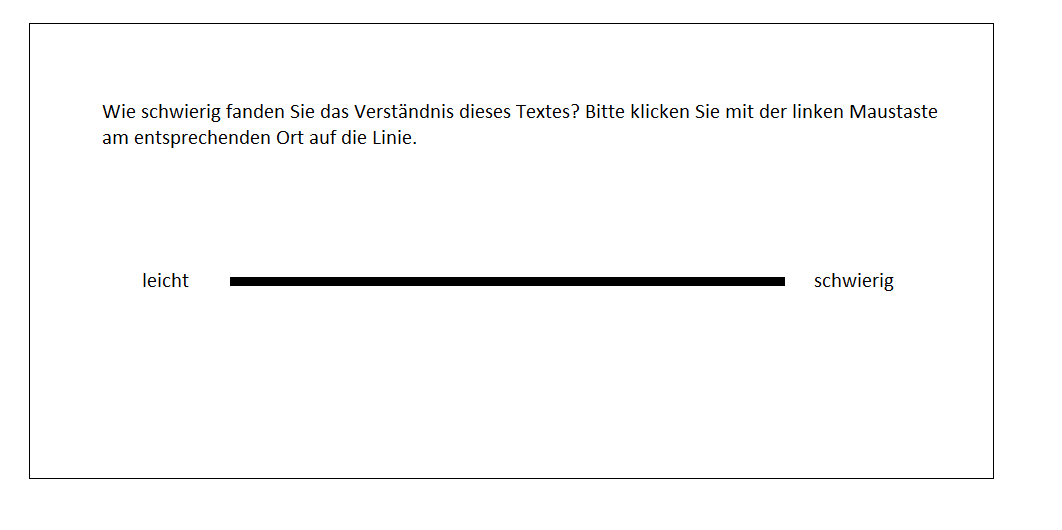 Wie schwierig fanden Sie das Verständnis dieses Textes? Bitte klicken Sie mit der linken Maustaste
am entsprechenden Ort auf die Linie.
leicht schwierig